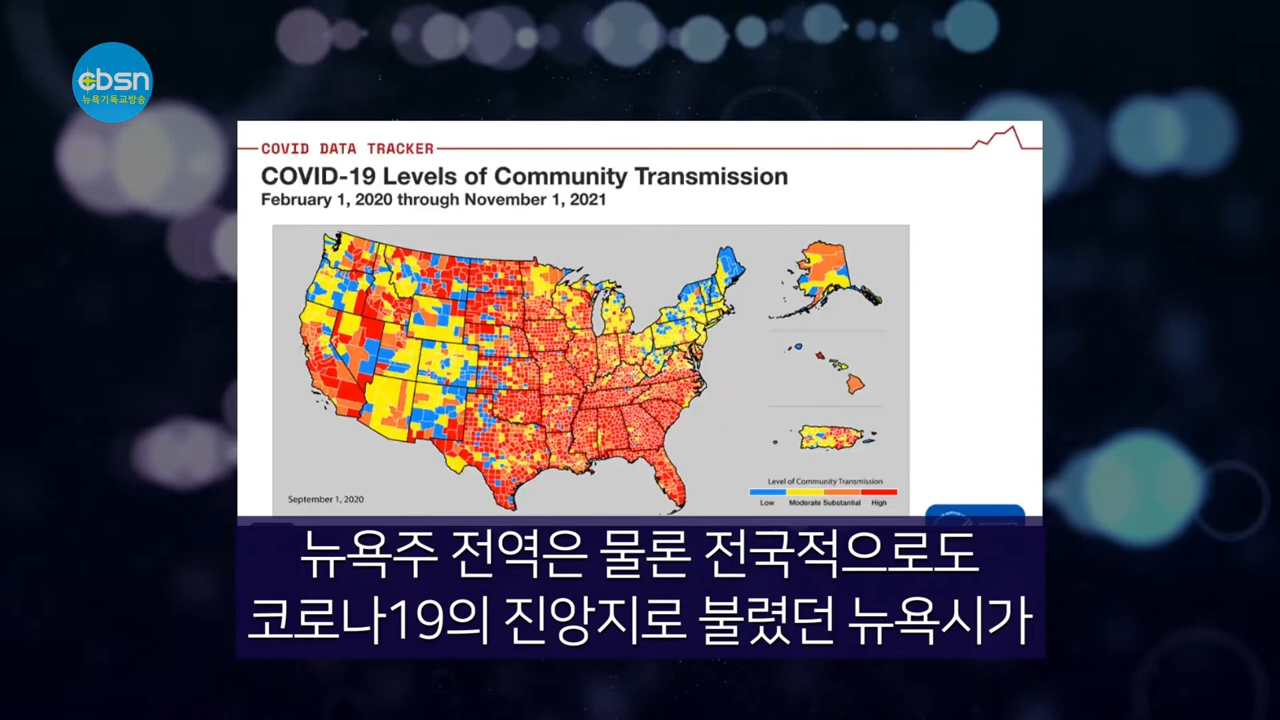 cbsn
뉴욕기독교방송
COVID DATA TRACKER
COVID-19 Levels of Community Transmission
February 1, 2020 through November 1, 2021
September 1, 2020
Level of Community Transmission
Low Moderate Substantial High
뉴욕주 전역은 물론 전국적으로도
코로나19의 진앙지로 불렸던 뉴욕시가